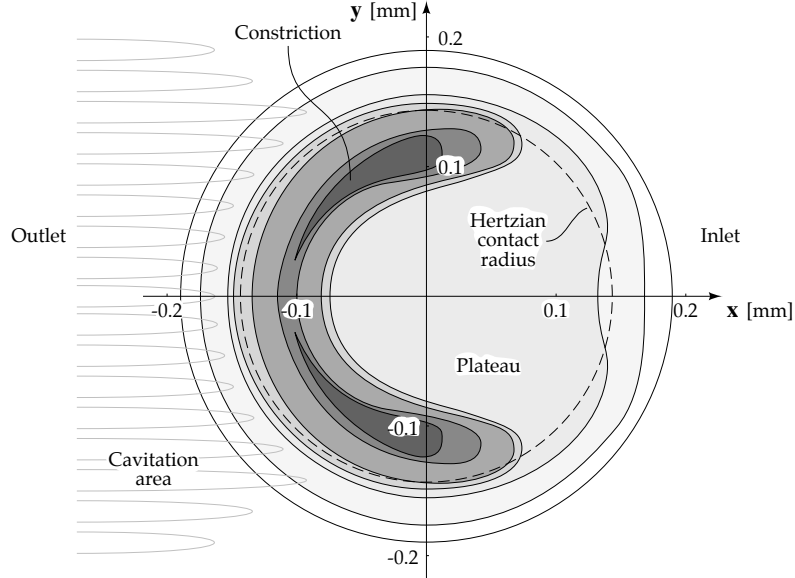 y [mm]
Constriction
0.2
0.1
Hertzian
contact
radius
Outlet
Inlet
-0.2
-0.1
0.1
0.2
x [mm]
Plateau
-0.1
Cavitation
area
-0.2